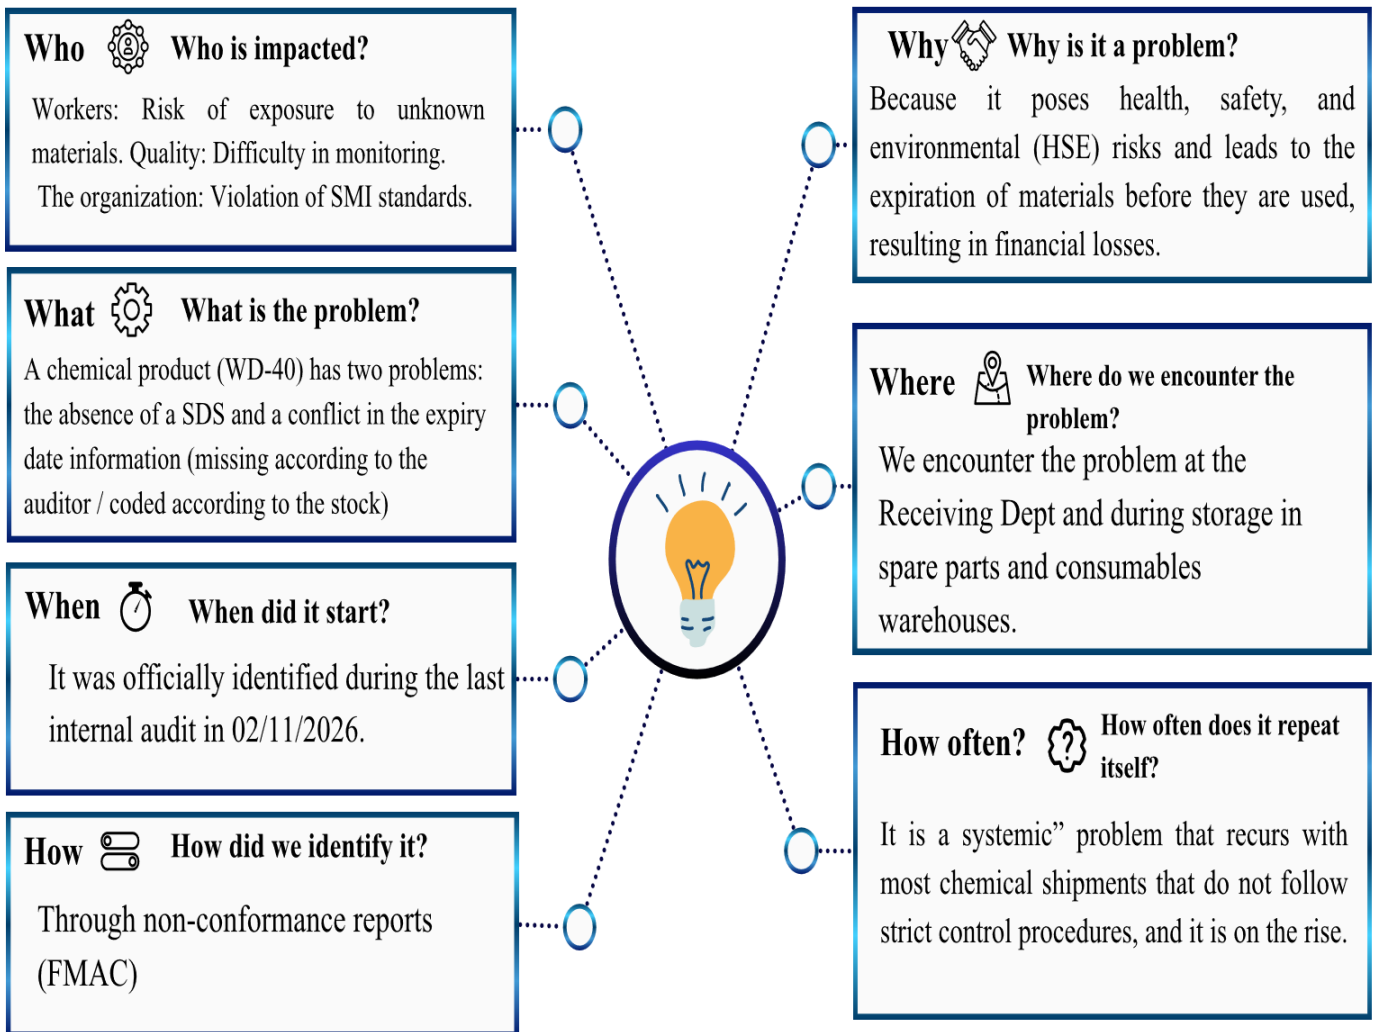 Who Who is impacted?
Workers: Risk of exposure to unknown
materials. Quality: Difficulty in monitoring.
The organization: Violation of SMI standards.
What What is the problem?
A chemical product (WD-40) has two problems:
the absence of a SDS and a conflict in the expiry
date information (missing according to the
auditor / coded according to the stock)
When When did it start?
It was officially identified during the last
internal audit in 02/11/2026.
How How did we identify it?
Through non-conformance reports
(FMAC)
Why Why is it a problem?
Because it poses health, safety, and
environmental (HSE) risks and leads to the
expiration of materials before they are used,
resulting in financial losses.
Where Where do we encounter the
problem?
We encounter the problem at the
Receiving Dept and during storage in
spare parts and consumables
warehouses.
How often? How often does it repeat
itself?
It is a systemic” problem that recurs with
most chemical shipments that do not follow
strict control procedures, and it is on the rise.